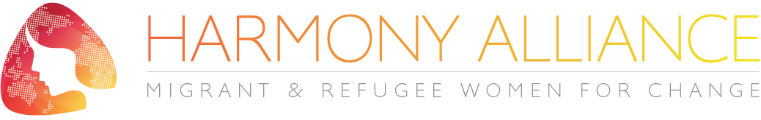 HARMONY ALLIANCE
MIGRANT & REFUGEE WOMEN FOR CHANGE